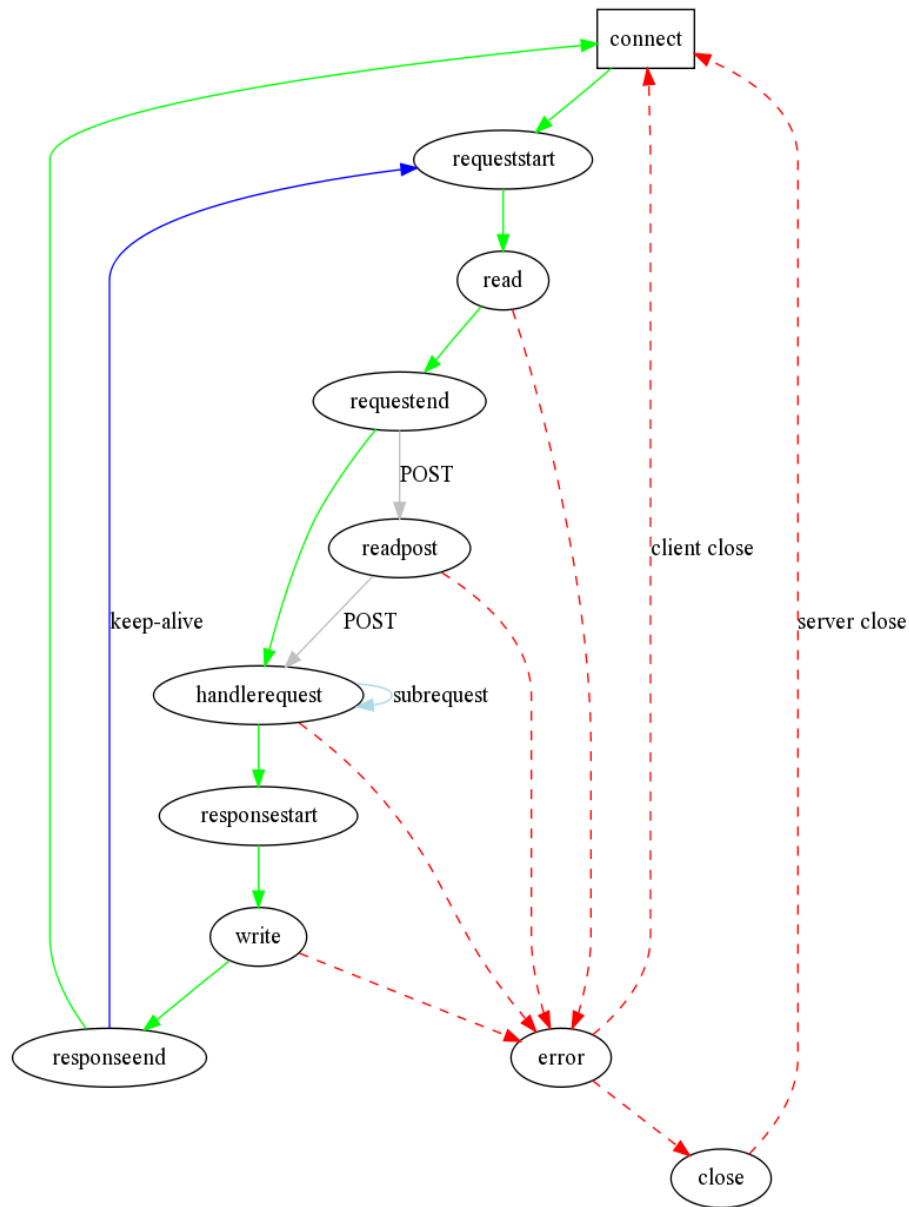 connect
requeststart
read
requestend
POST
readpost
client close
keep-alive
POST
server close
handlerequest
subrequest
responsestart
write
responseend
error
close